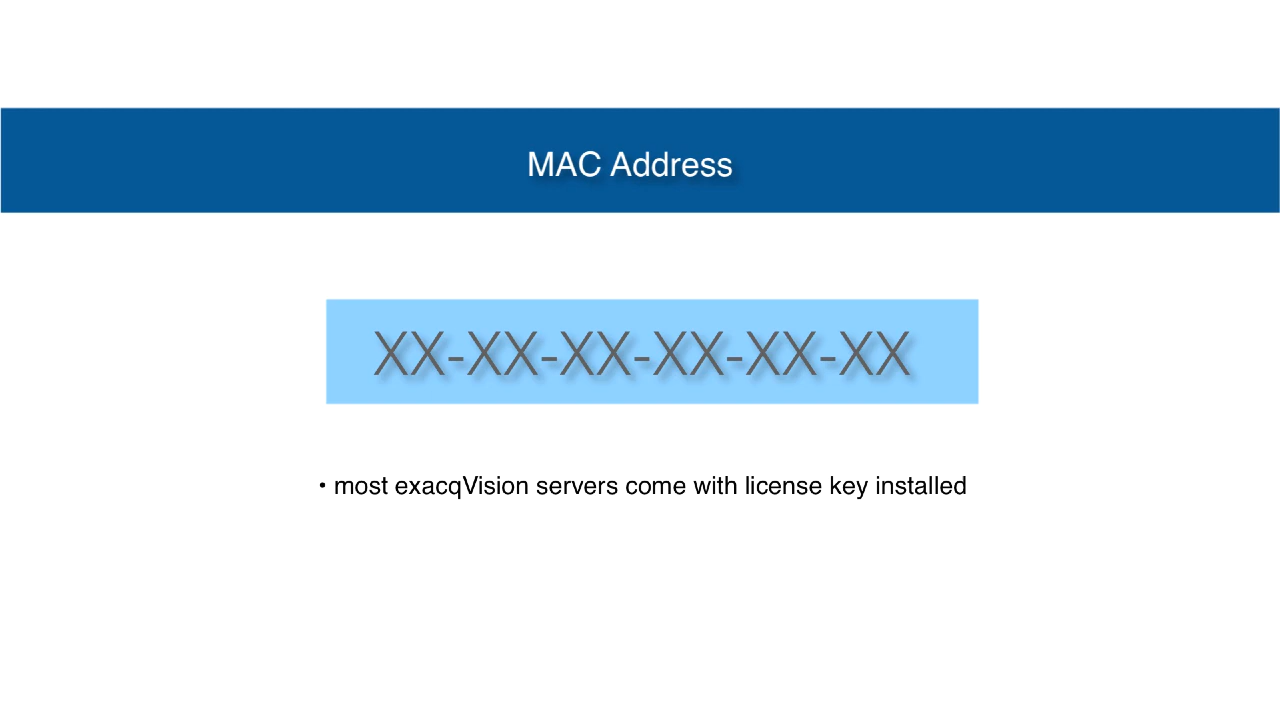 MAC Address
XX-XX-XX-XX-XX-XX
• most exacqVision servers come with license key installed